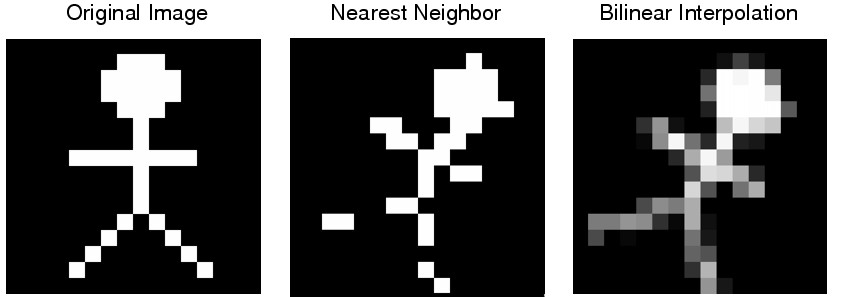 Original Image
Nearest Neighbor
Bilinear Interpolation